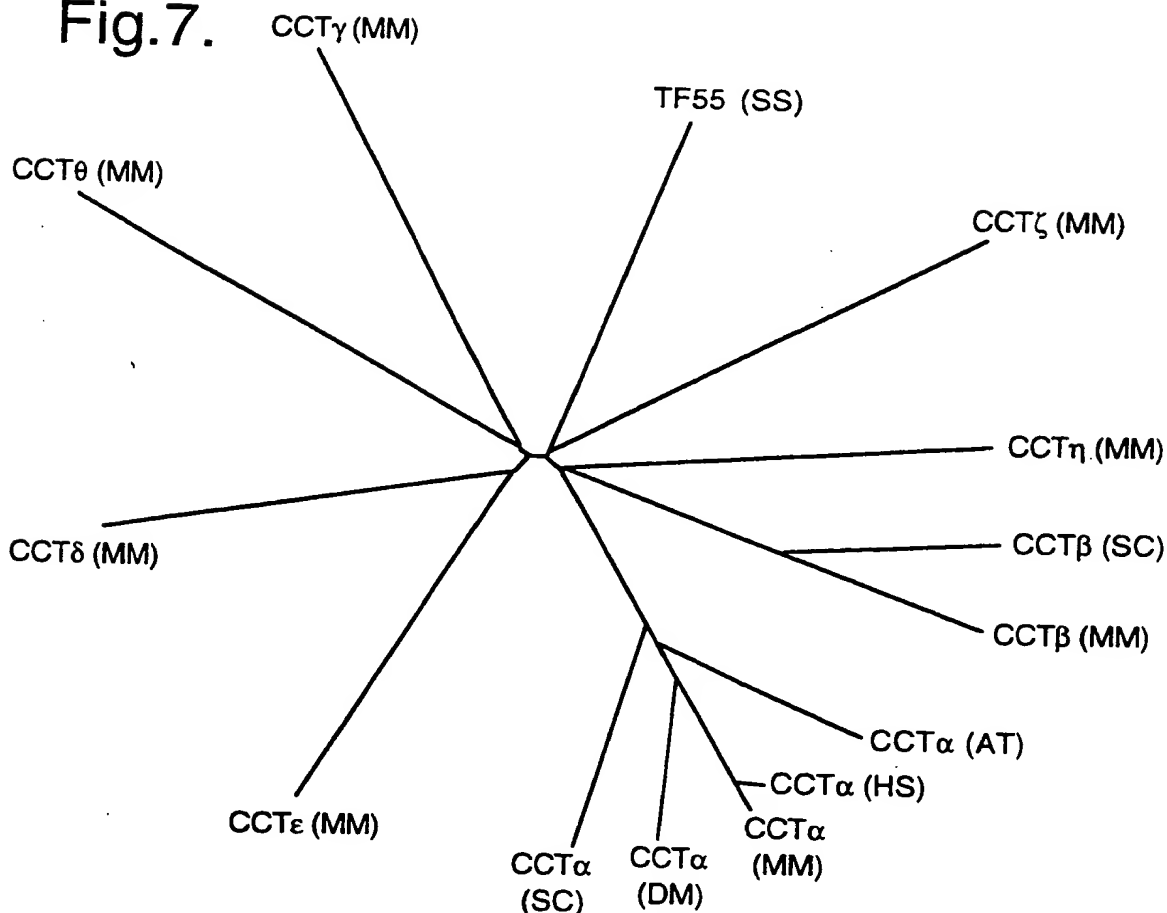 Fig.7.
CCTγ (MM)
TF55 (SS)
CCTθ (MM)
CCTζ (MM)
CCTη (MM)
CCTδ (MM)
CCTβ (SC)
CCTβ (MM)
CCTα (AT)
CCTα (HS)
CCTε (MM)
CCTα
(MM)
CCTα
(SC)
CCTα
(DM)